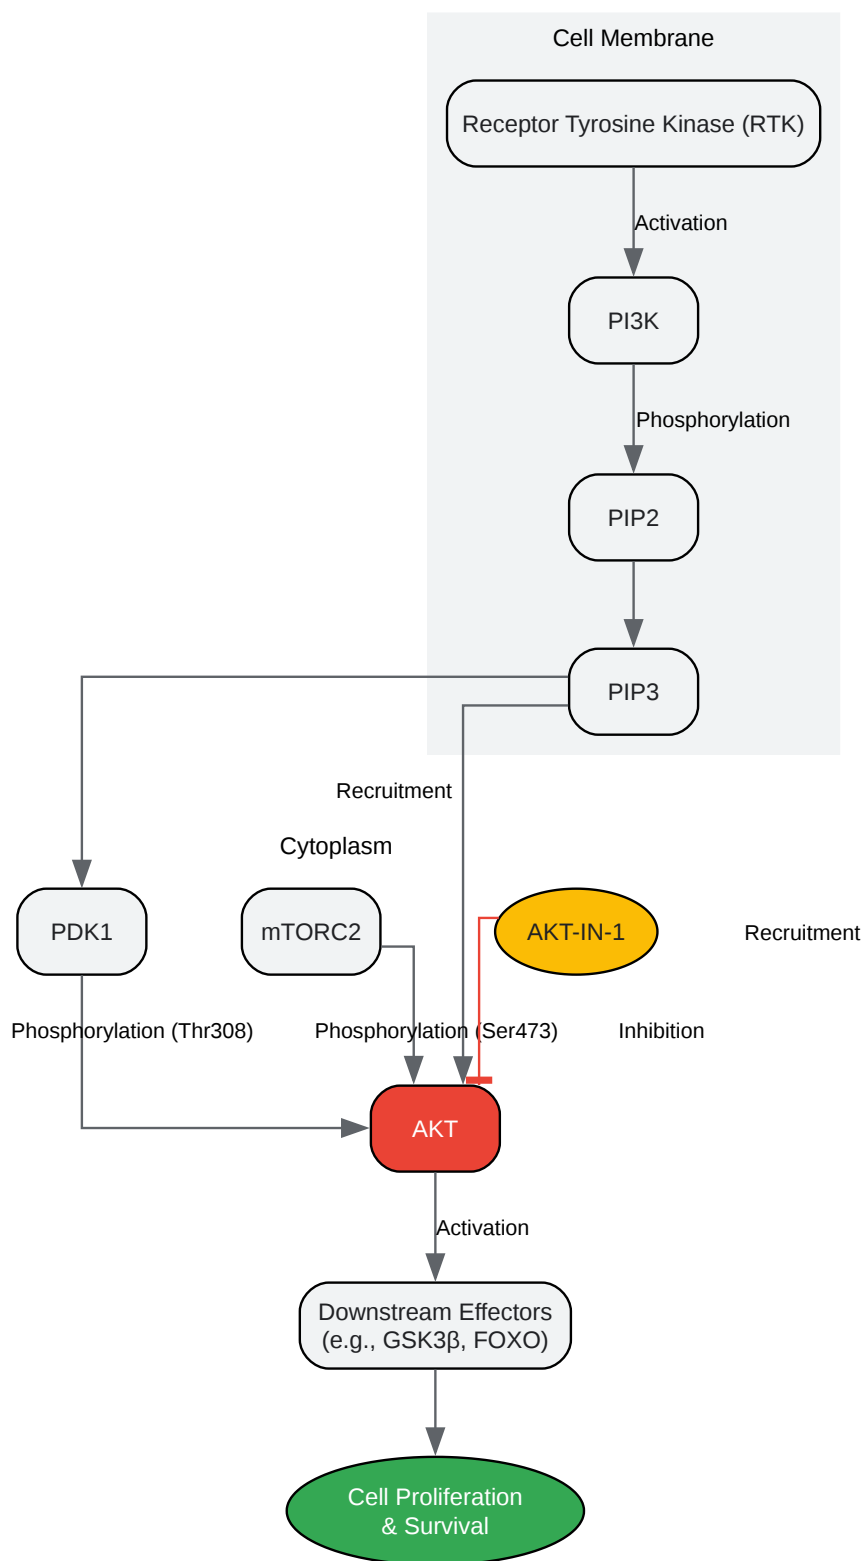 Cell Membrane
Receptor Tyrosine Kinase (RTK)
Activation
PI3K
Phosphorylation
PIP2
PIP3
Recruitment
Cytoplasm
PDK1
mTORC2
AKT-IN-1
Recruitment
Phosphorylation (Thr308)
Phosphorylation (Ser473)
Inhibition
AKT
Activation
Downstream Effectors
(e.g., GSK3β, FOXO)
Cell Proliferation
& Survival